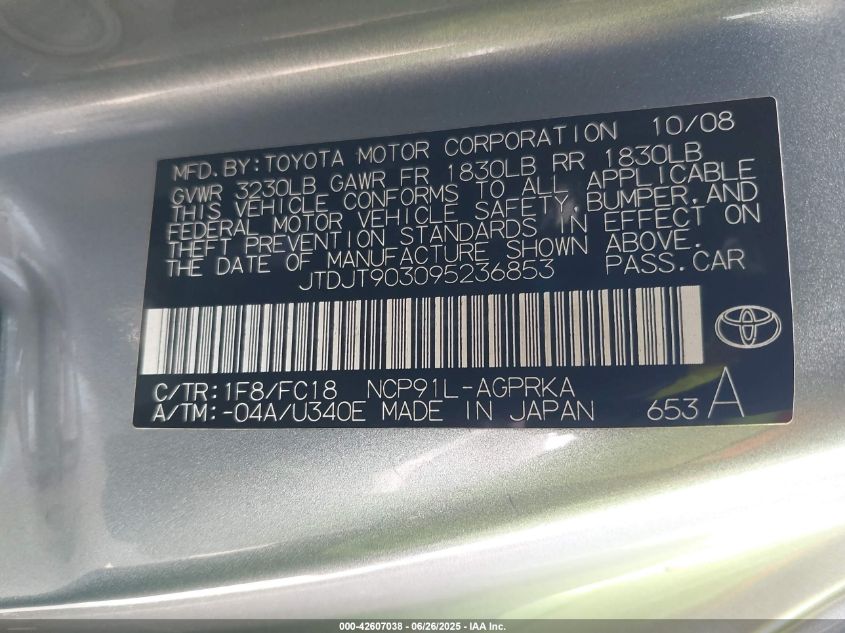 MFD. BY: TOYOTA MOTOR CORPORATION 10/08
GVWR 3230LB GAWR FR 1830LB RR 1830LB
THIS VEHICLE CONFORMS TO ALL APPLICABLE
FEDERAL MOTOR VEHICLE SAFETY, BUMPER, AND
THEFT PREVENTION STANDARDS IN EFFECT ON
THE DATE OF MANUFACTURE SHOWN ABOVE.
JTDJT903095236853 PASS. CAR
C/TR: 1F8/FC18 NCP91L-AGPRKA
A/TM: -04A/U340E MADE IN JAPAN 653 A
000-42607038 - 06/26/2025 - IAA Inc.